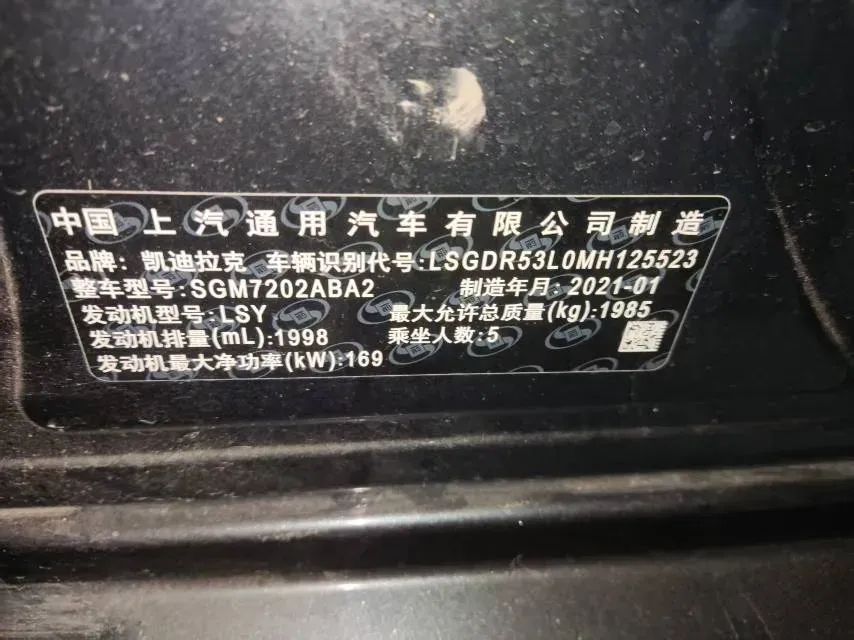 中国 上汽通用汽车有限公司制造
品牌: 凯迪拉克 车辆识别代号:LSGDR53L0MH125523
整车型号:SGM7202ABA2 制造年月:2021-01
发动机型号:LSY 最大允许总质量(kg):1985
发动机排量(mL):1998 乘坐人数:5
发动机最大净功率(kW):169